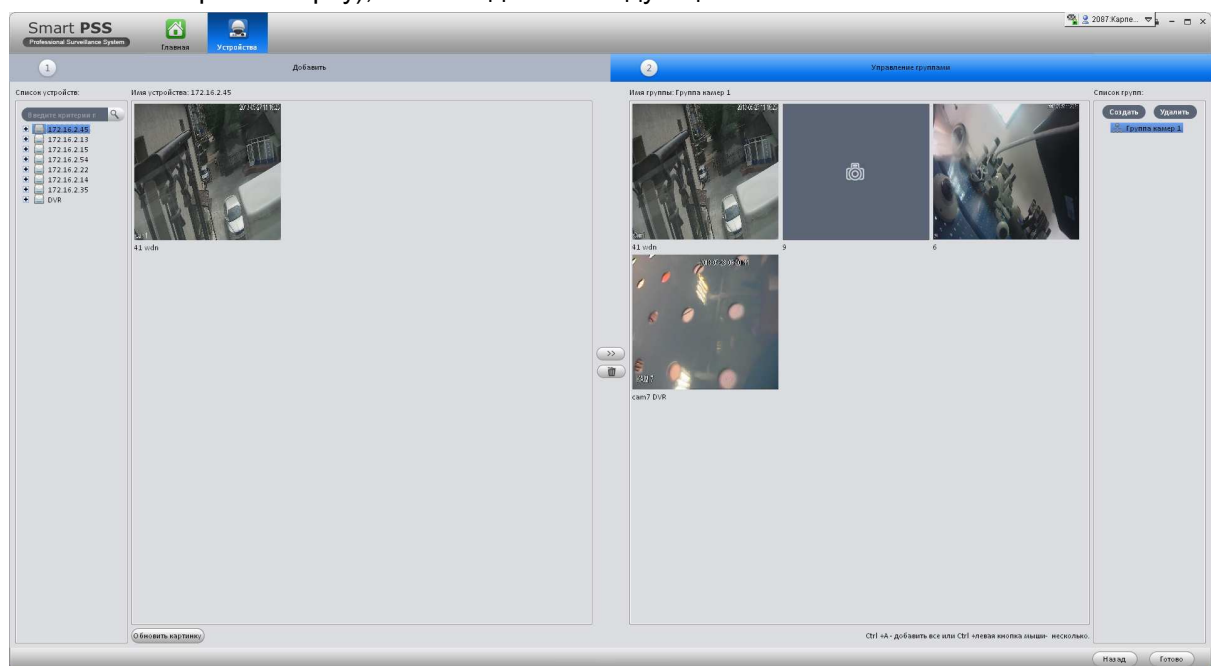 Smart PSS
Professional Surveillance System
Главная
Устройства
2087:Карпе...
1
Добавить
2
Управление группами
Список устройств:
Имя устройства: 172.16.2.45
Имя группы: Группа камер 1
Список групп:
Введите критерии п
Создать
Удалить
Группа камер 1
172.16.2.45
172.16.2.13
172.16.2.15
172.16.2.54
172.16.2.22
172.16.2.14
172.16.2.35
DVR
41 wdn
41 wdn
9
6
>>
cam7 DVR
Обновить картинку
Ctrl +A - добавить все или Ctrl +левая кнопка мыши- несколько.
Назад
Готово